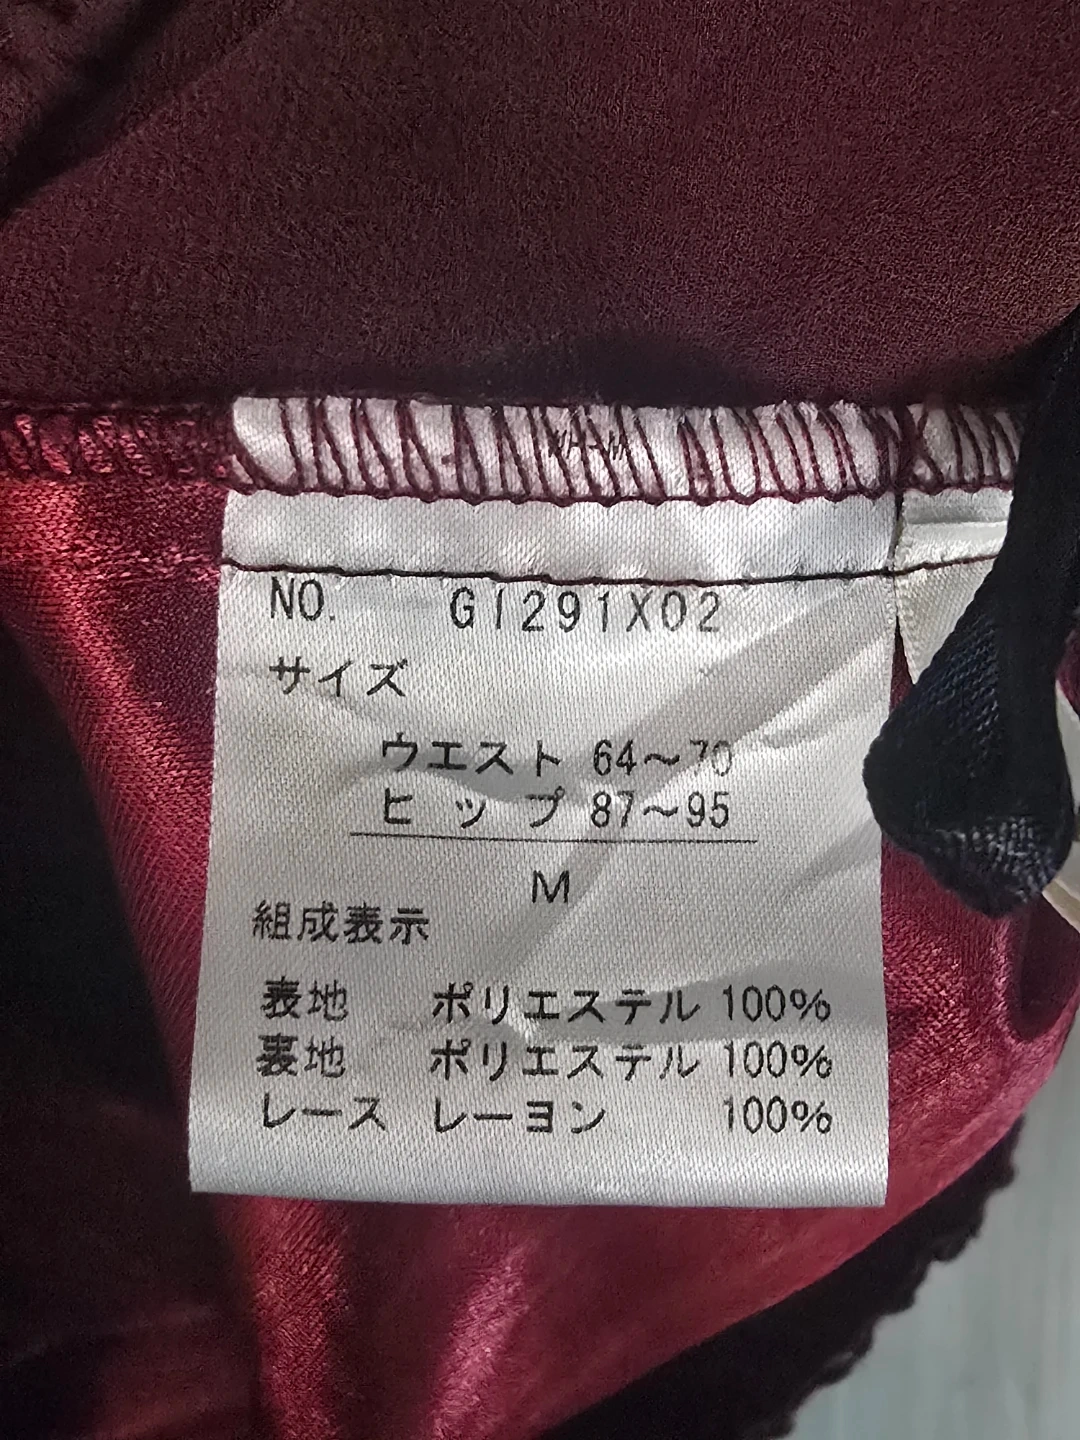 NO. GI291X02
サイズ
ウエスト 64〜70
ヒップ 87〜95
M
組成表示
表地 ポリエステル 100%
裏地 ポリエステル 100%
レース レーヨン 100%